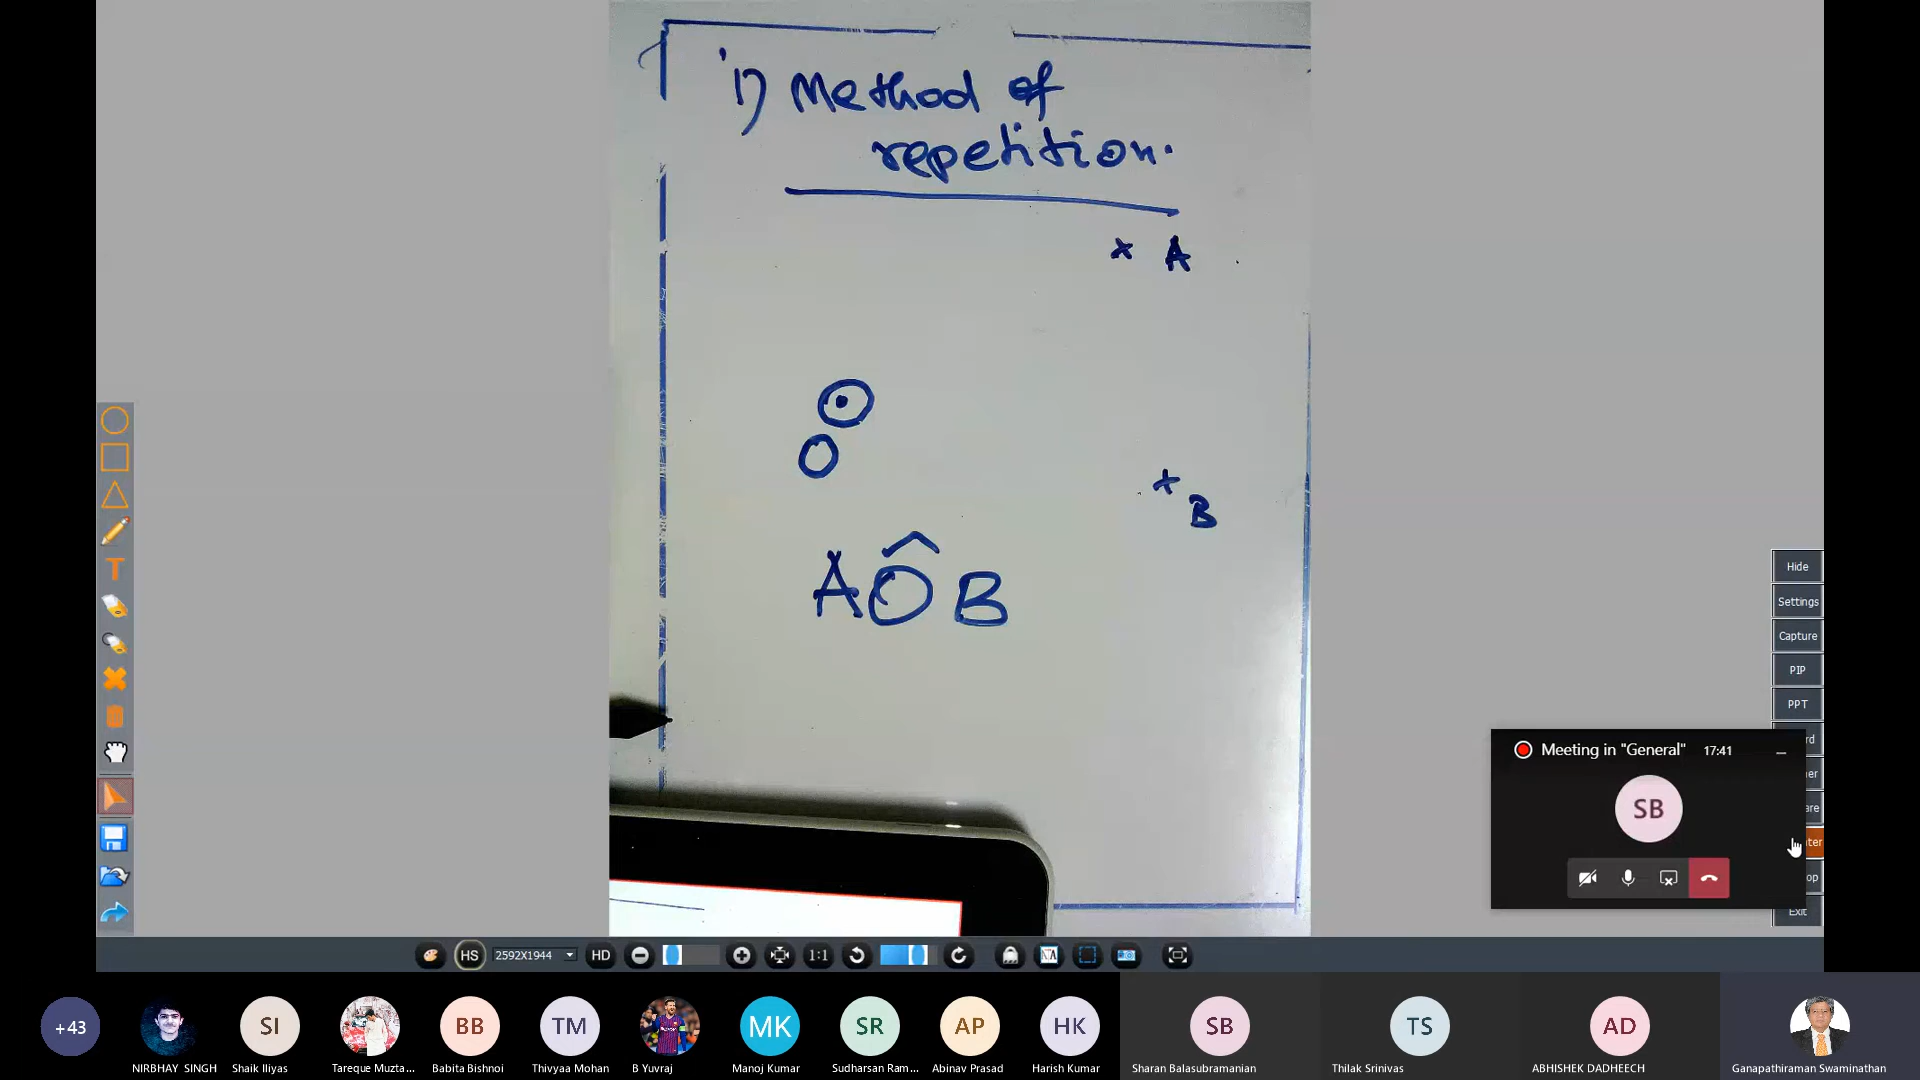 1) Method of
repetition.
A
O
B
AOB
Hide
Settings
Capture
PIP
PPT
Exit
Meeting in "General" 17:41
SB
HS 2592X1944 HD 1:1
+43
SI
BB
TM
MK
SR
AP
HK
SB
TS
AD
NIRBHAY SINGH
Shaik Iliyas
Tareque Muzta...
Babita Bishnoi
Thivyaa Mohan
B Yuvraj
Manoj Kumar
Sudharsan Ram...
Abinav Prasad
Harish Kumar
Sharan Balasubramanian
Thilak Srinivas
ABHISHEK DADHEECH
Ganapathiraman Swaminathan